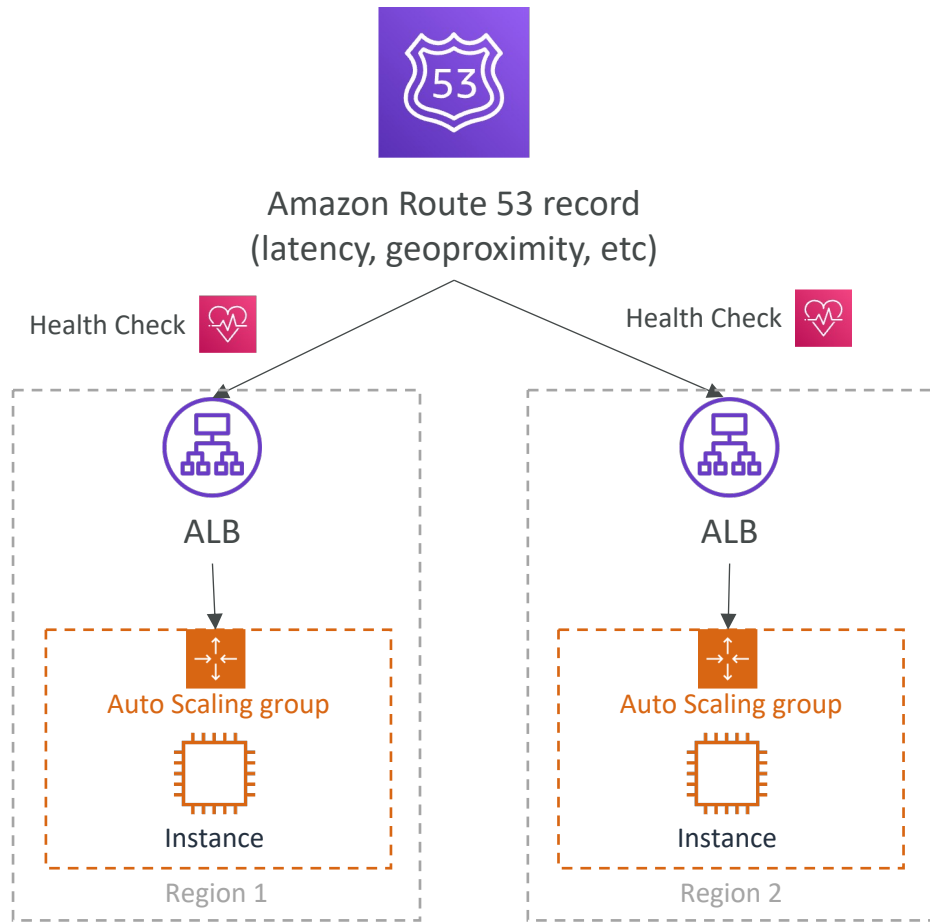 53
Amazon Route 53 record
(latency, geoproximity, etc)
Health Check
Health Check
ALB
ALB
Auto Scaling group
Auto Scaling group
Instance
Instance
Region 1
Region 2